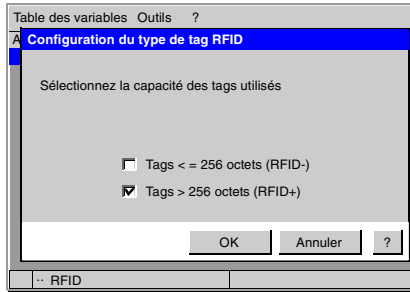 Table des variables Outils ?
A Configuration du type de tag RFID
Sélectionnez la capacité des tags utilisés
Tags < = 256 octets (RFID-)
Tags > 256 octets (RFID+)
OK Annuler ?
·· RFID